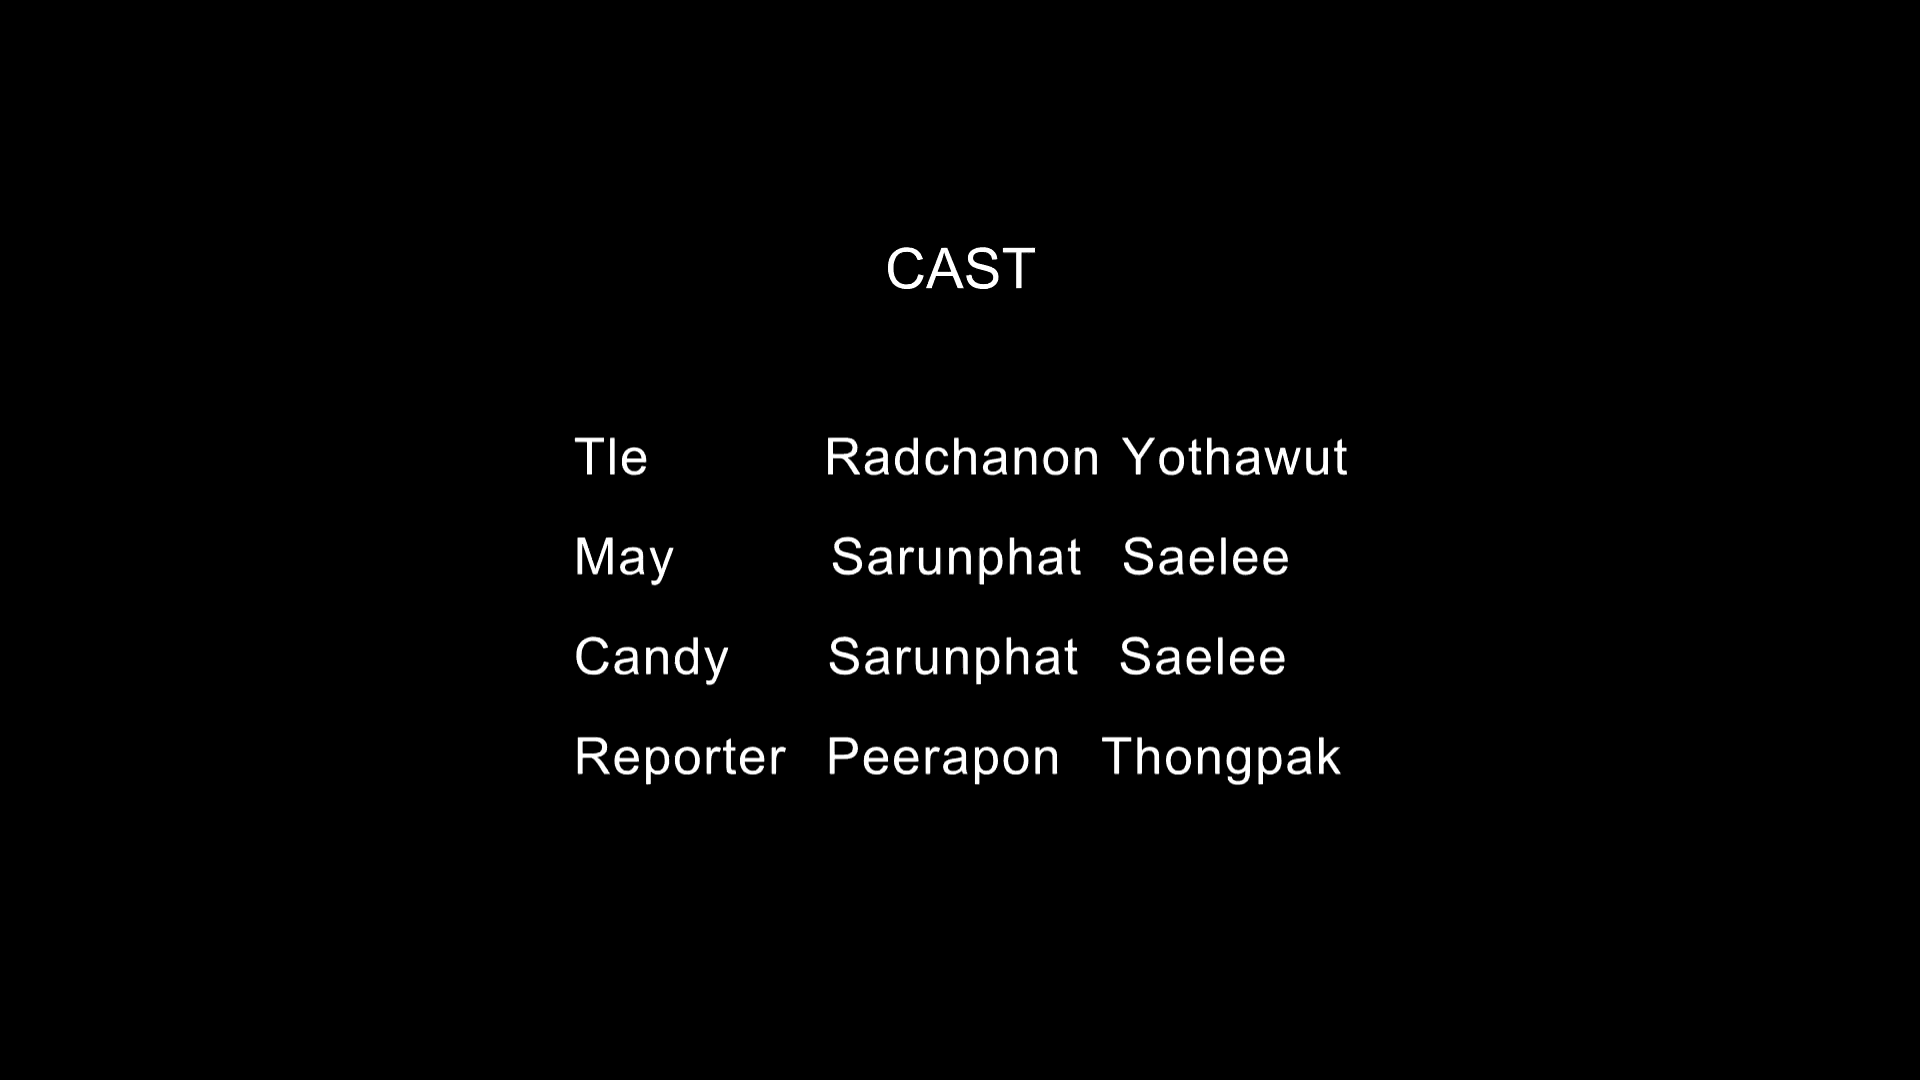 CAST
Tle Radchanon Yothawut
May Sarunphat Saelee
Candy Sarunphat Saelee
Reporter Peerapon Thongpak